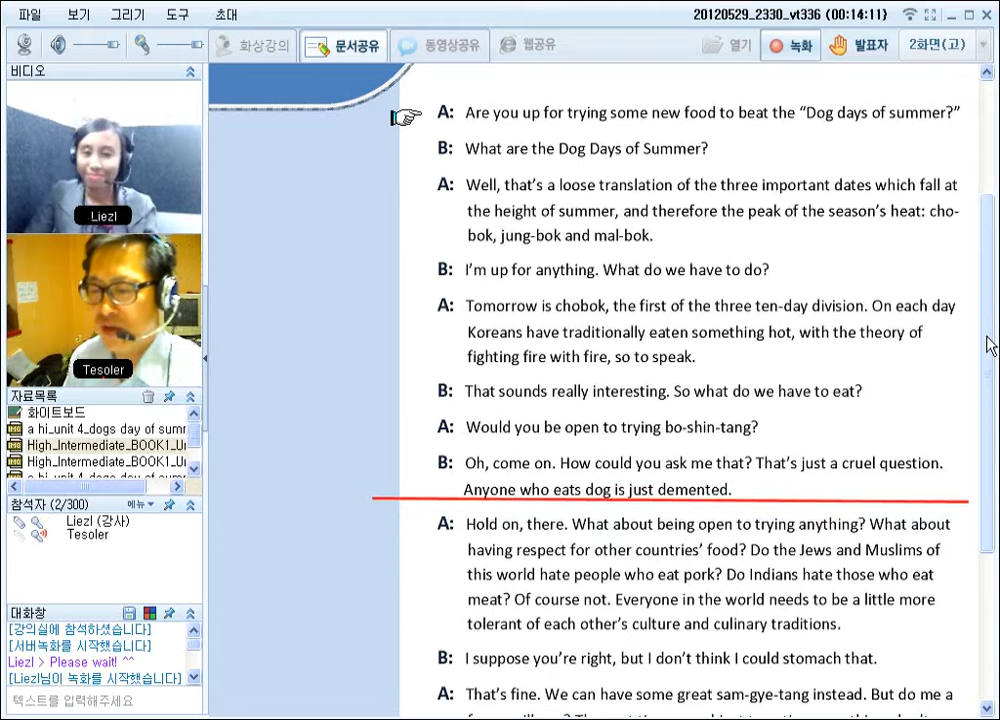 파일 보기 그리기 도구 초대 20120529_2330_vt336 (00:14:11)
화상강의 문서공유 동영상공유 웹공유 열기 녹화 발표자 2화면(고)
비디오
Liezl
Tesoler
자료목록
화이트보드
a hi_unit 4_dogs day of sum
High_Intermediate_BOOK1_U
High_Intermediate_BOOK1_U
a hi_unit 4_dogs day of sum
참석자 (2/300) 메뉴
Liezl (강사)
Tesoler
대화창
[강의실에 참석하셨습니다]
[서버녹화를 시작했습니다]
Liezl > Please wait! ^^
[Liezl님이 녹화를 시작했습니다]
텍스트를 입력해주세요
A: Are you up for trying some new food to beat the “Dog days of summer?”
B: What are the Dog Days of Summer?
A: Well, that’s a loose translation of the three important dates which fall at
the height of summer, and therefore the peak of the season’s heat: cho-
bok, jung-bok and mal-bok.
B: I’m up for anything. What do we have to do?
A: Tomorrow is chobok, the first of the three ten-day division. On each day
Koreans have traditionally eaten something hot, with the theory of
fighting fire with fire, so to speak.
B: That sounds really interesting. So what do we have to eat?
A: Would you be open to trying bo-shin-tang?
B: Oh, come on. How could you ask me that? That’s just a cruel question.
Anyone who eats dog is just demented.
A: Hold on, there. What about being open to trying anything? What about
having respect for other countries’ food? Do the Jews and Muslims of
this world hate people who eat pork? Do Indians hate those who eat
meat? Of course not. Everyone in the world needs to be a little more
tolerant of each other’s culture and culinary traditions.
B: I suppose you’re right, but I don’t think I could stomach that.
A: That’s fine. We can have some great sam-gye-tang instead. But do me a